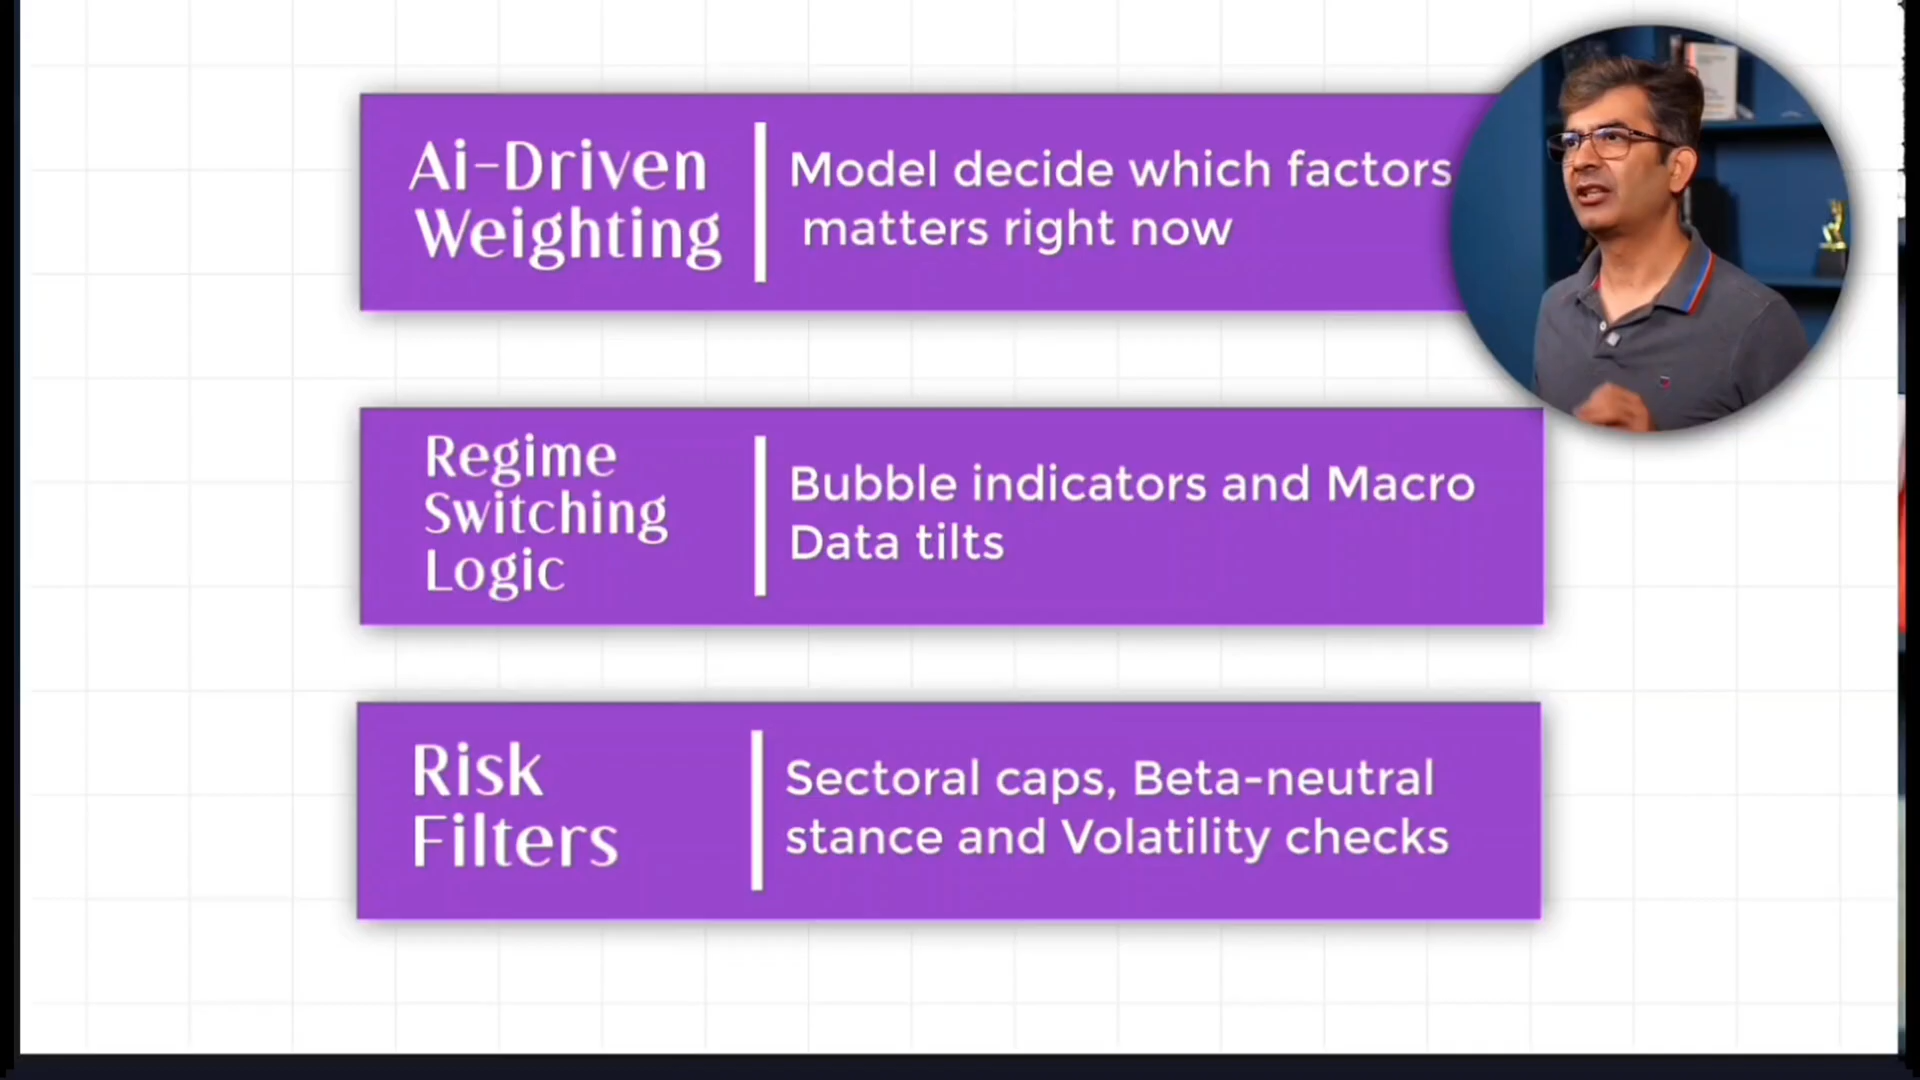 Ai-Driven
Weighting
Model decide which factors
matters right now
Regime
Switching
Logic
Bubble indicators and Macro
Data tilts
Risk
Filters
Sectoral caps, Beta-neutral
stance and Volatility checks